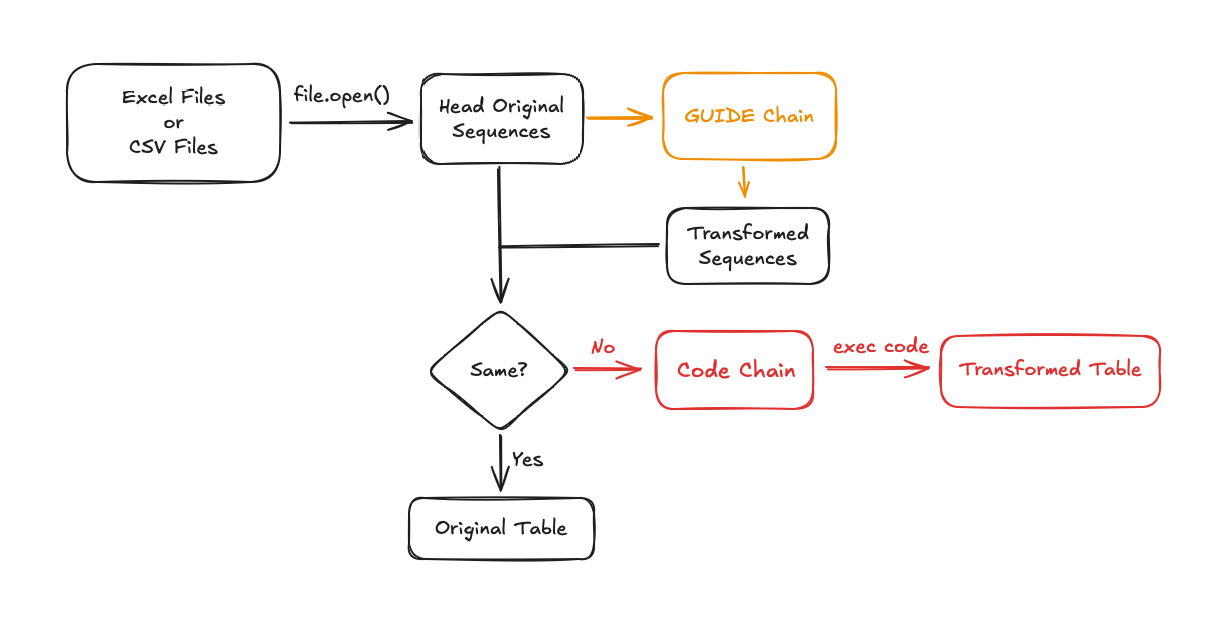 Excel Files
or
CSV Files
file.open()
Head Original
Sequences
GUIDE Chain
Transformed
Sequences
Same?
No
Code Chain
exec code
Transformed Table
Yes
Original Table